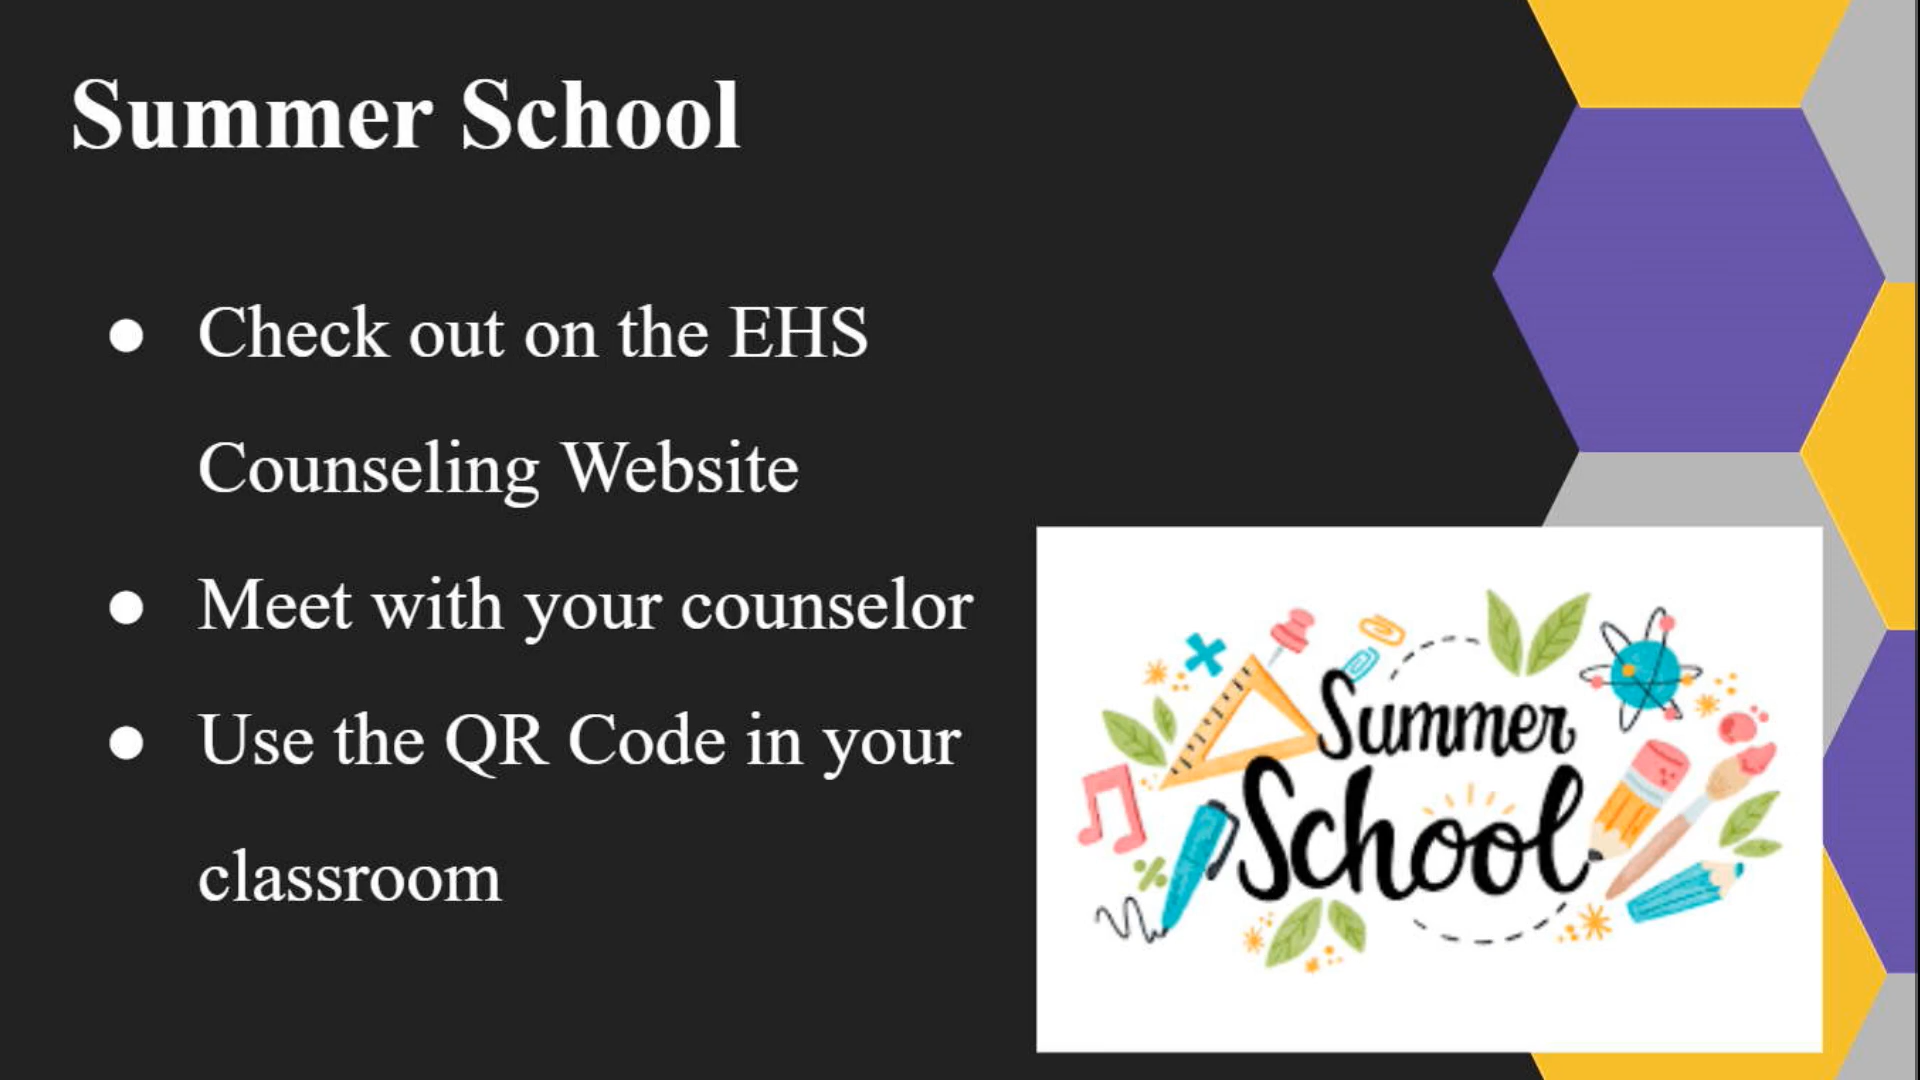 Summer School
● Check out on the EHS
Counseling Website
● Meet with your counselor
● Use the QR Code in your
classroom
Summer
School